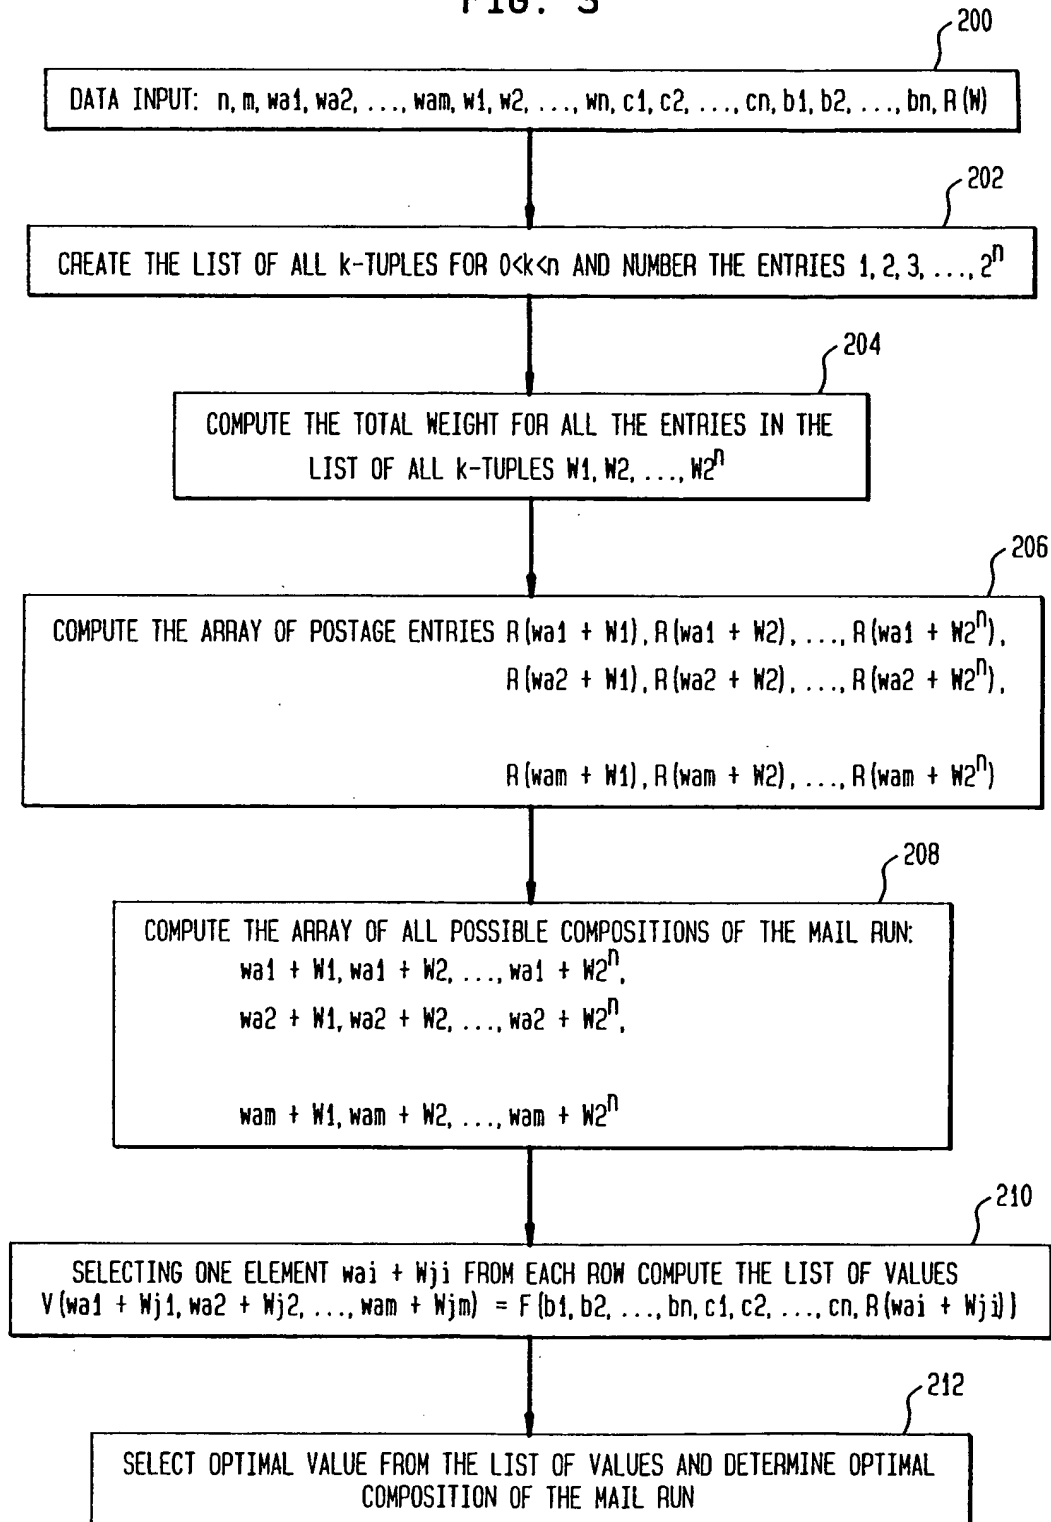 FIG. 3
200
DATA INPUT: n, m, wa1, wa2, ..., wam, w1, w2, ..., wn, c1, c2, ..., cn, b1, b2, ..., bn, R(W)
202
CREATE THE LIST OF ALL k-TUPLES FOR 0<k<n AND NUMBER THE ENTRIES 1, 2, 3, ..., 2^n
204
COMPUTE THE TOTAL WEIGHT FOR ALL THE ENTRIES IN THE
LIST OF ALL k-TUPLES W1, W2, ..., W2^n
206
COMPUTE THE ARRAY OF POSTAGE ENTRIES R(wa1 + W1), R(wa1 + W2), ..., R(wa1 + W2^n),
R(wa2 + W1), R(wa2 + W2), ..., R(wa2 + W2^n),
R(wam + W1), R(wam + W2), ..., R(wam + W2^n)
208
COMPUTE THE ARRAY OF ALL POSSIBLE COMPOSITIONS OF THE MAIL RUN:
wa1 + W1, wa1 + W2, ..., wa1 + W2^n,
wa2 + W1, wa2 + W2, ..., wa2 + W2^n,
wam + W1, wam + W2, ..., wam + W2^n
210
SELECTING ONE ELEMENT wai + Wji FROM EACH ROW COMPUTE THE LIST OF VALUES
V(wa1 + Wj1, wa2 + Wj2, ..., wam + Wjm) = F(b1, b2, ..., bn, c1, c2, ..., cn, R(wai + Wji))
212
SELECT OPTIMAL VALUE FROM THE LIST OF VALUES AND DETERMINE OPTIMAL
COMPOSITION OF THE MAIL RUN